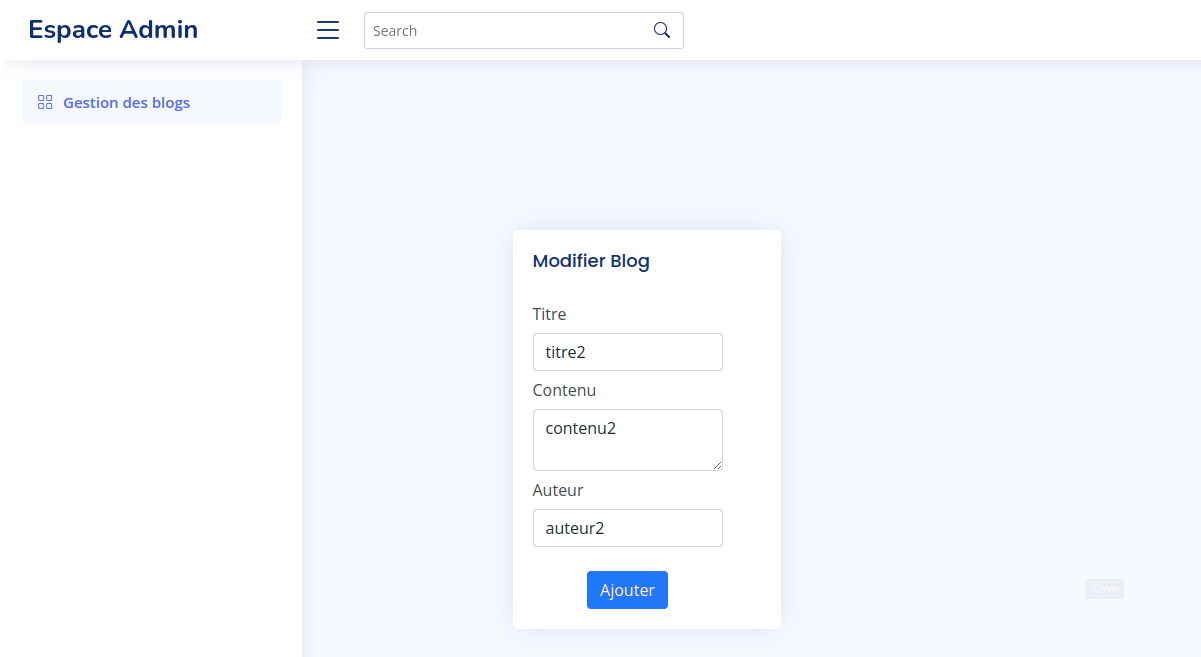 Espace Admin
Search
Gestion des blogs
Modifier Blog
Titre
titre2
Contenu
contenu2
Auteur
auteur2
Ajouter
Save